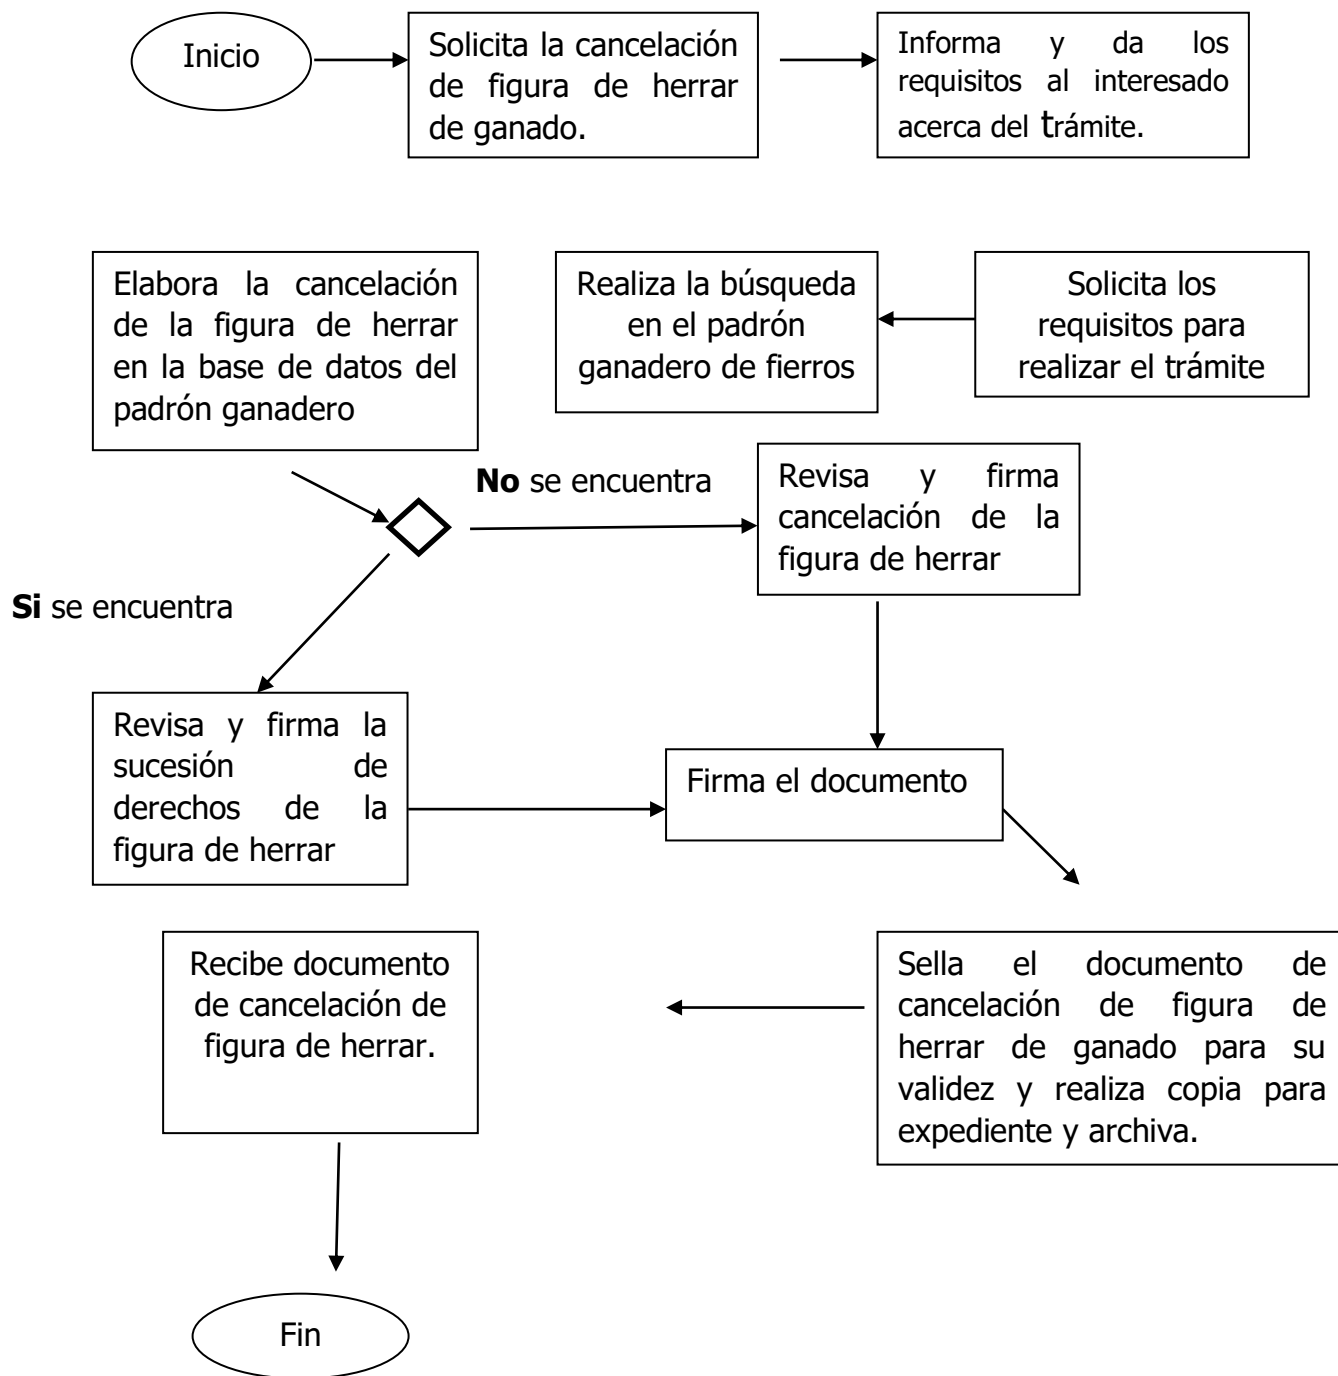 Inicio
Solicita la cancelación
de figura de herrar
de ganado.
Informa y da los
requisitos al interesado
acerca del trámite.
Elabora la cancelación
de la figura de herrar
en la base de datos del
padrón ganadero
Realiza la búsqueda
en el padrón
ganadero de fierros
Solicita los
requisitos para
realizar el trámite
No se encuentra
Revisa y firma
cancelación de la
figura de herrar
Si se encuentra
Revisa y firma la
sucesión de
derechos de la
figura de herrar
Firma el documento
Recibe documento
de cancelación de
figura de herrar.
Sella el documento de
cancelación de figura de
herrar de ganado para su
validez y realiza copia para
expediente y archiva.
Fin